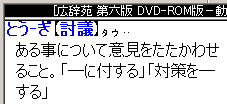 [広辞苑 第六版 DVD-ROM版－動
とう‐ぎ【討議】タウ‥
ある事について意見をたたかわせ
ること。「―に付する」「対策を―
する」